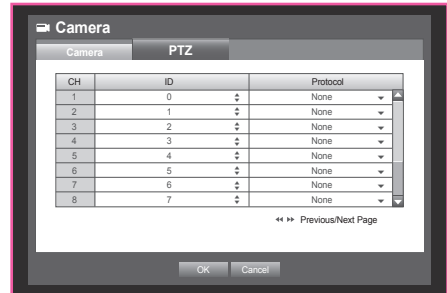 Camera
Camera PTZ
CH ID Protocol
1 0 None
2 1 None
3 2 None
4 3 None
5 4 None
6 5 None
7 6 None
8 7 None
Previous/Next Page
OK Cancel